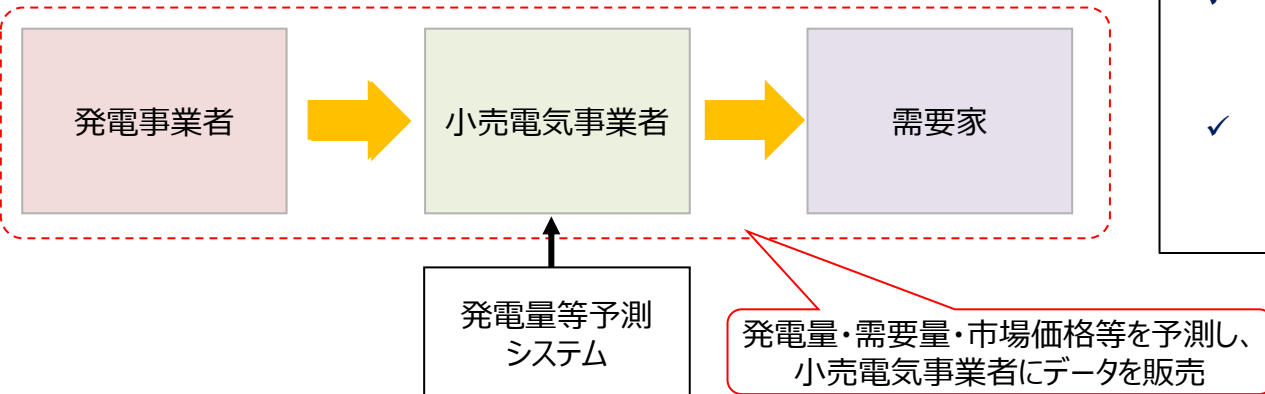 発電事業者
小売電気事業者
需要家
✓
✓
発電量等予測
システム
発電量・需要量・市場価格等を予測し、
小売電気事業者にデータを販売